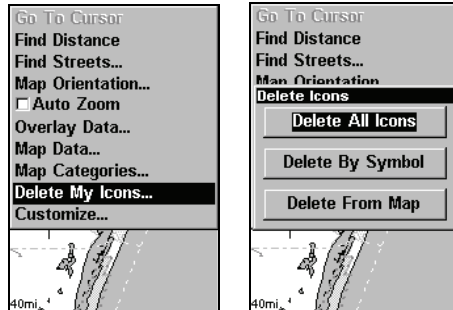 Go To Cursor
Find Distance
Find Streets...
Map Orientation...
Auto Zoom
Overlay Data...
Map Data...
Map Categories...
Delete My Icons...
Customize...
40mi
Go To Cursor
Find Distance
Find Streets...
Map Orientation
Delete Icons
Delete All Icons
Delete By Symbol
Delete From Map
40mi